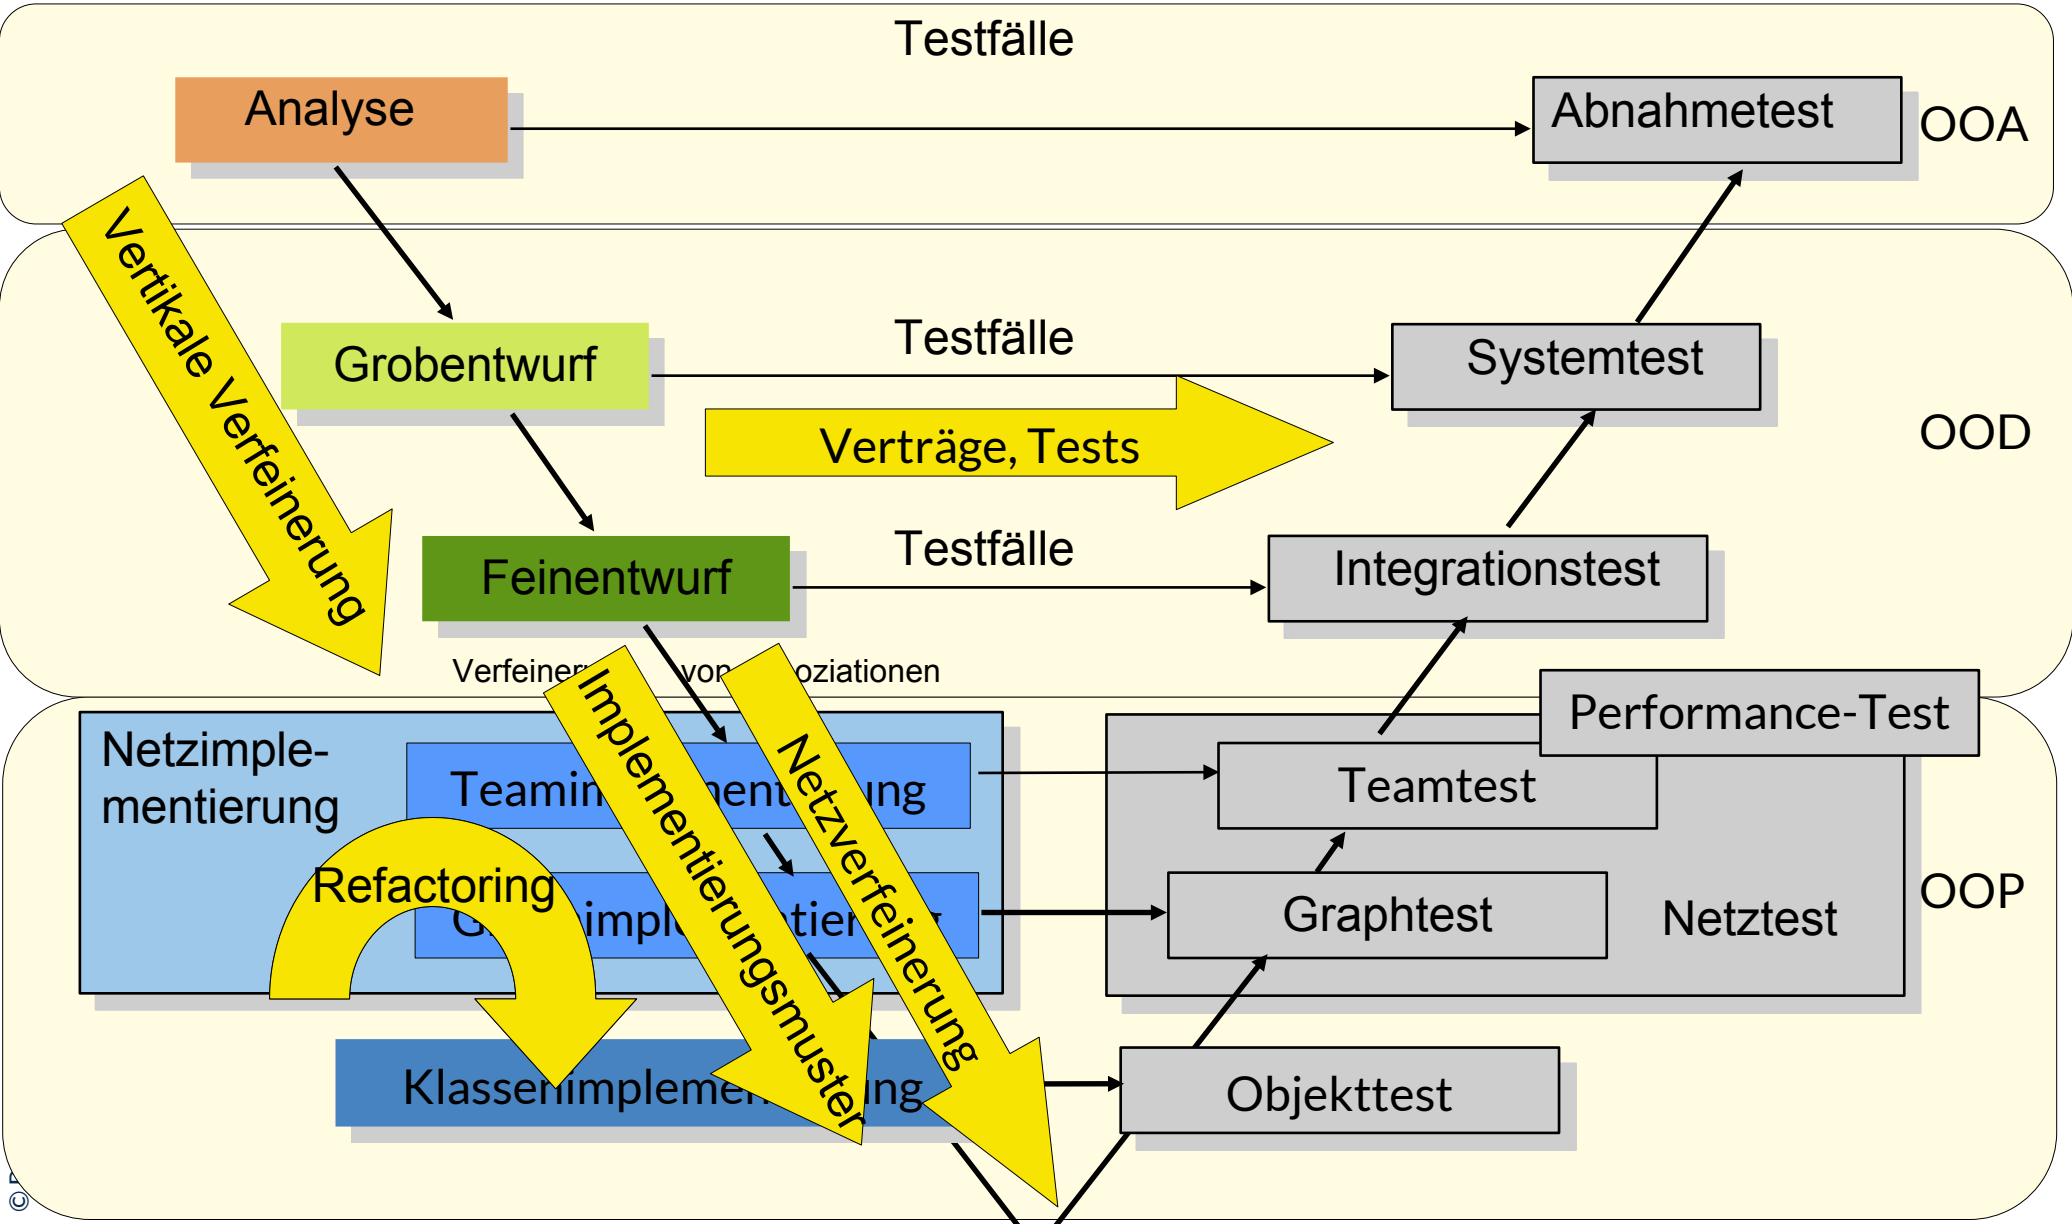 Testfälle
Analyse
Abnahmetest
OOA
Vertikale Verfeinerung
Testfälle
Grobentwurf
Systemtest
Verträge, Tests
OOD
Testfälle
Feinentwurf
Integrationstest
von
Implementierungsmuster
Netzverfeinerung
Performance-Test
Netzimple-
mentierung
Teamtest
Refactoring
Graphtest
Netztest
OOP
Objekttest
©